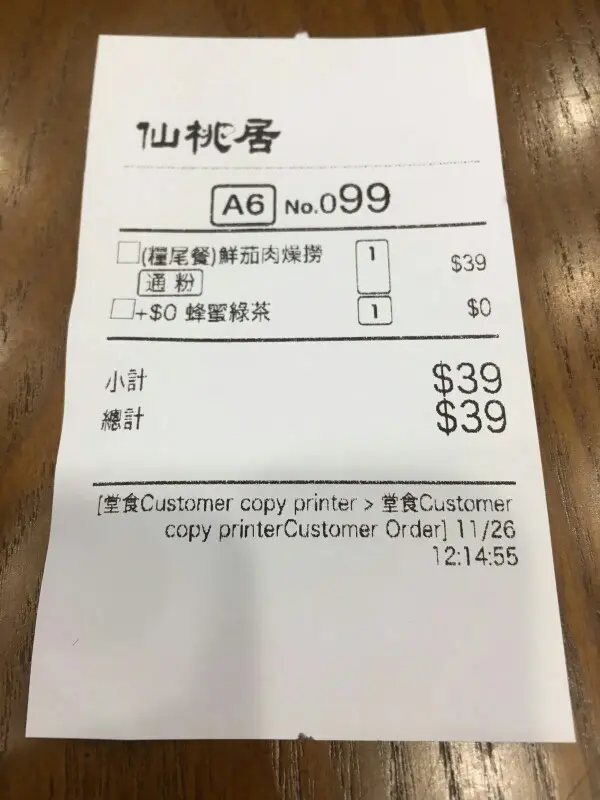 仙桃居
A6 No.099
(糧尾餐)鮮茄肉燥撈 1 $39
通粉
+$0 蜂蜜綠茶 1 $0
小計 $39
總計 $39
[堂食Customer copy printer > 堂食Customer
copy printerCustomer Order] 11/26
12:14:55